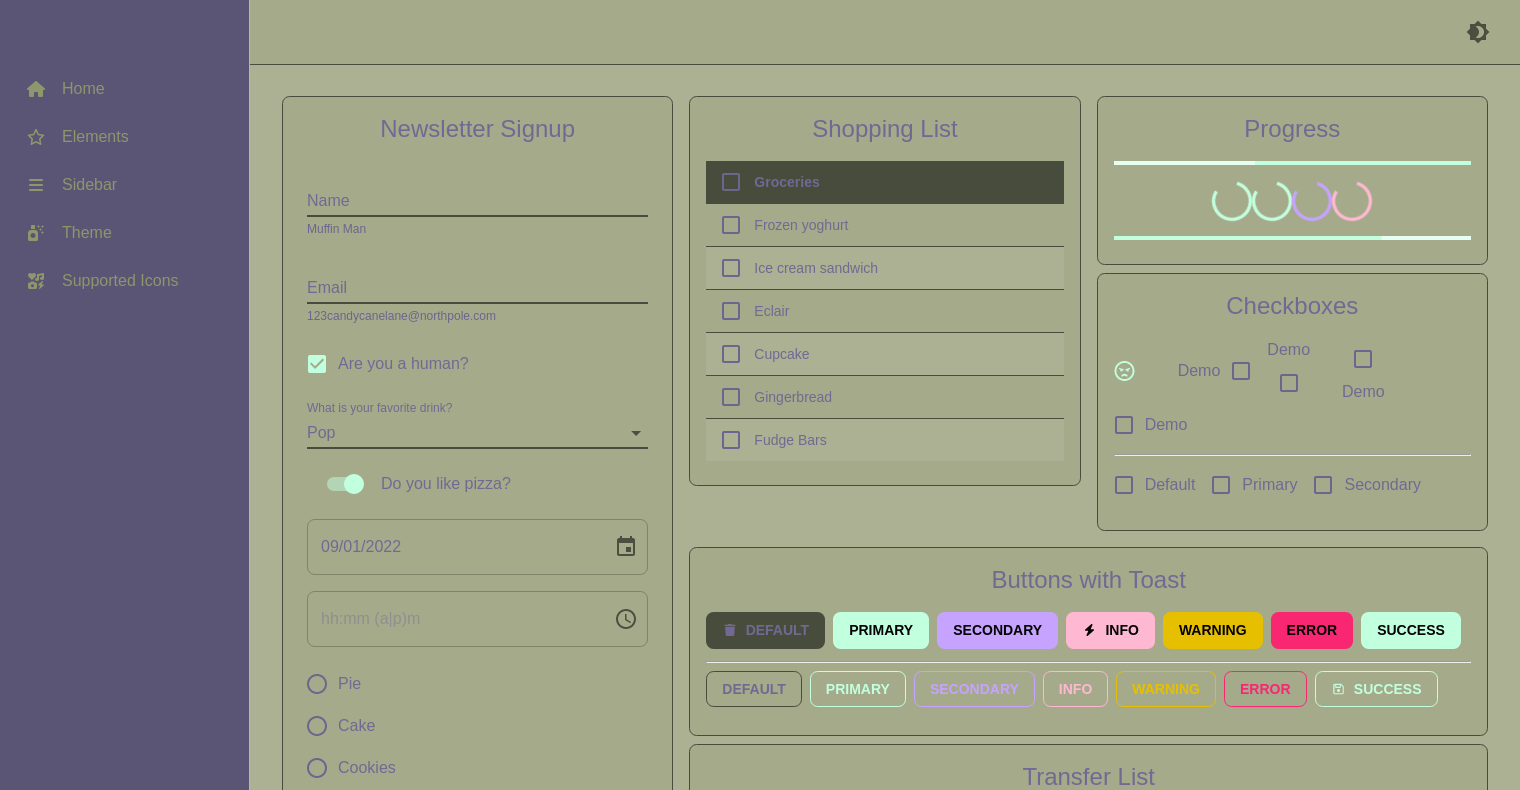 Home
Elements
Sidebar
Theme
Supported Icons
Newsletter Signup
Name
Muffin Man
Email
123candycanelane@northpole.com
Are you a human?
What is your favorite drink?
Pop
Do you like pizza?
09/01/2022
hh:mm (a|p)m
Pie
Cake
Cookies
Shopping List
Groceries
Frozen yoghurt
Ice cream sandwich
Eclair
Cupcake
Gingerbread
Fudge Bars
Progress
Checkboxes
Demo
Demo
Demo
Demo
Default Primary Secondary
Buttons with Toast
DEFAULT PRIMARY SECONDARY INFO WARNING ERROR SUCCESS
DEFAULT PRIMARY SECONDARY INFO WARNING ERROR SUCCESS
Transfer List